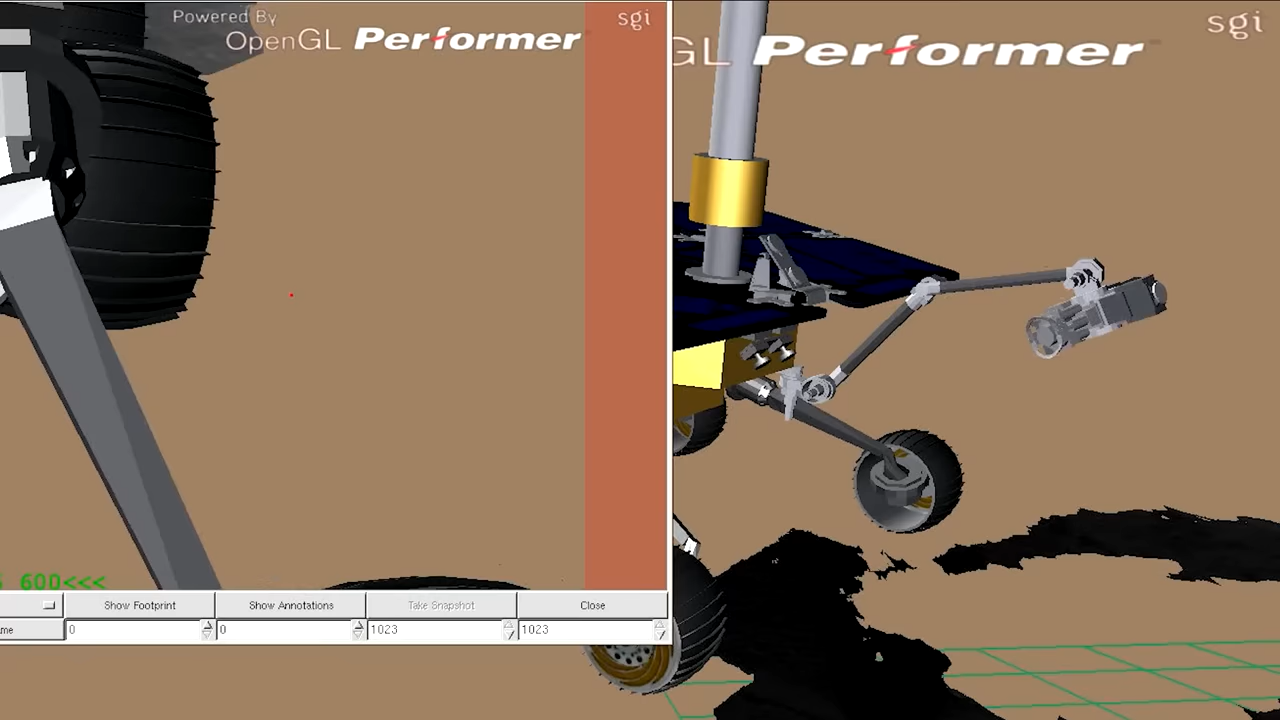 Powered By
OpenGL Performer
sgi
GL Performer
sgi
600<<<
Show Footprint
Show Annotations
Take Snapshot
Close
0
0
1023
1023